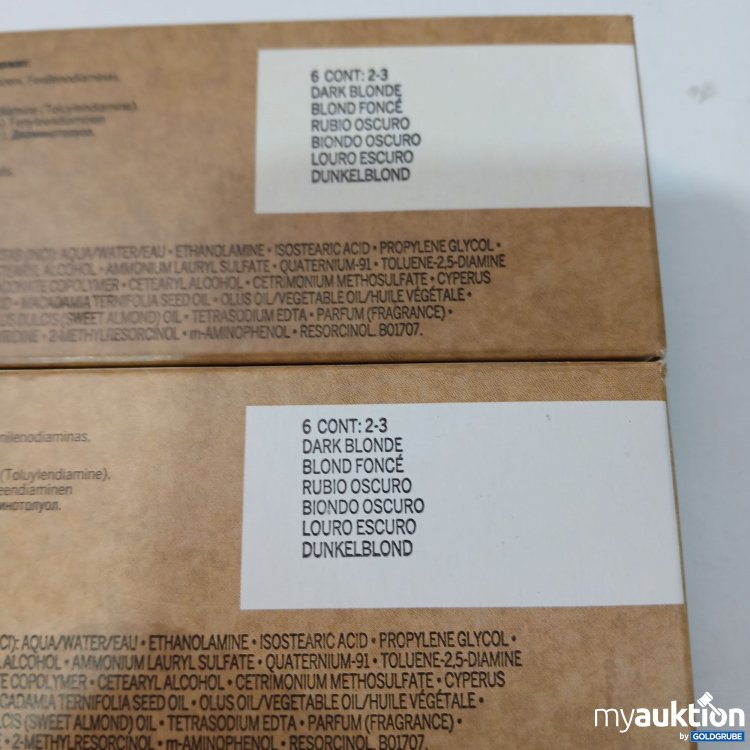 6 CONT: 2-3
DARK BLONDE
BLOND FONCÉ
RUBIO OSCURO
BIONDO OSCURO
LOURO ESCURO
DUNKELBLOND
(Toluylendiamine).
AQUA/WATER/EAU • ETHANOLAMINE • ISOSTEARIC ACID • PROPYLENE GLYCOL •
ALCOHOL • AMMONIUM LAURYL SULFATE • QUATERNIUM-91 • TOLUENE-2,5-DIAMINE
COPOLYMER • CETEARYL ALCOHOL • CETRIMONIUM METHOSULFATE • CYPERUS
MACADAMIA TERNIFOLIA SEED OIL • OLUS OIL/VEGETABLE OIL/HUILE VÉGÉTALE •
DULCIS (SWEET ALMOND) OIL • TETRASODIUM EDTA • PARFUM (FRAGRANCE) •
• 2-METHYLRESORCINOL • m-AMINOPHENOL • RESORCINOL. B01707.
6 CONT: 2-3
DARK BLONDE
BLOND FONCÉ
RUBIO OSCURO
BIONDO OSCURO
LOURO ESCURO
DUNKELBLOND
nilenodiaminas,
(Toluylendiamine).
eendiaminen
AQUA/WATER/EAU • ETHANOLAMINE • ISOSTEARIC ACID • PROPYLENE GLYCOL •
ALCOHOL • AMMONIUM LAURYL SULFATE • QUATERNIUM-91 • TOLUENE-2,5-DIAMINE
COPOLYMER • CETEARYL ALCOHOL • CETRIMONIUM METHOSULFATE • CYPERUS
CADAMIA TERNIFOLIA SEED OIL • OLUS OIL/VEGETABLE OIL/HUILE VÉGÉTALE •
LCIS (SWEET ALMOND) OIL • TETRASODIUM EDTA • PARFUM (FRAGRANCE) •
• 2-METHYLRESORCINOL • m-AMINOPHENOL • RESORCINOL. B01707
myauktion
by GOLDGRUBE